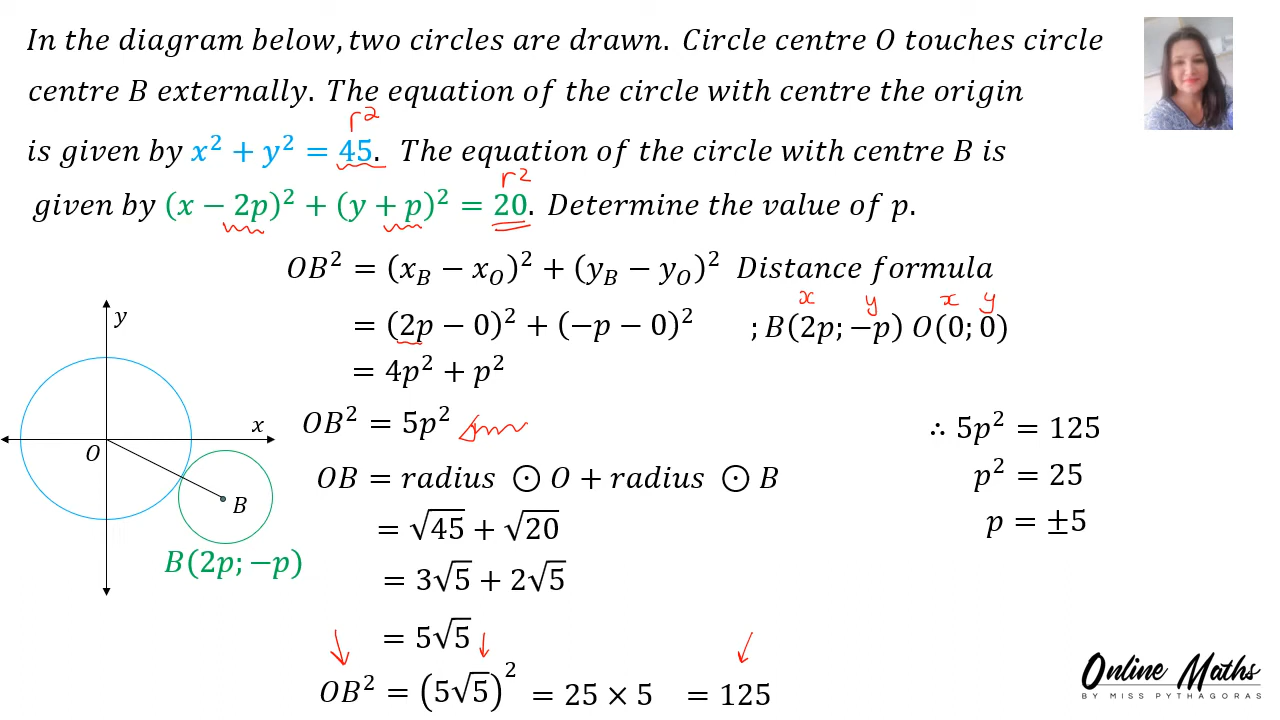 In the diagram below, two circles are drawn. Circle centre O touches circle
centre B externally. The equation of the circle with centre the origin
r²
is given by x² + y² = 45. The equation of the circle with centre B is
r²
given by (x − 2p)² + (y + p)² = 20. Determine the value of p.
OB² = (x_B − x_O)² + (y_B − y_O)² Distance formula
x y x y
= (2p − 0)² + (−p − 0)² ; B(2p; −p) O(0; 0)
= 4p² + p²
OB² = 5p²
∴ 5p² = 125
OB = radius ⊙ O + radius ⊙ B
p² = 25
= √45 + √20
p = ±5
= 3√5 + 2√5
= 5√5
OB² = (5√5)² = 25 × 5 = 125
y
x
O
B
B(2p; −p)
Online Maths
BY MISS PYTHAGORAS